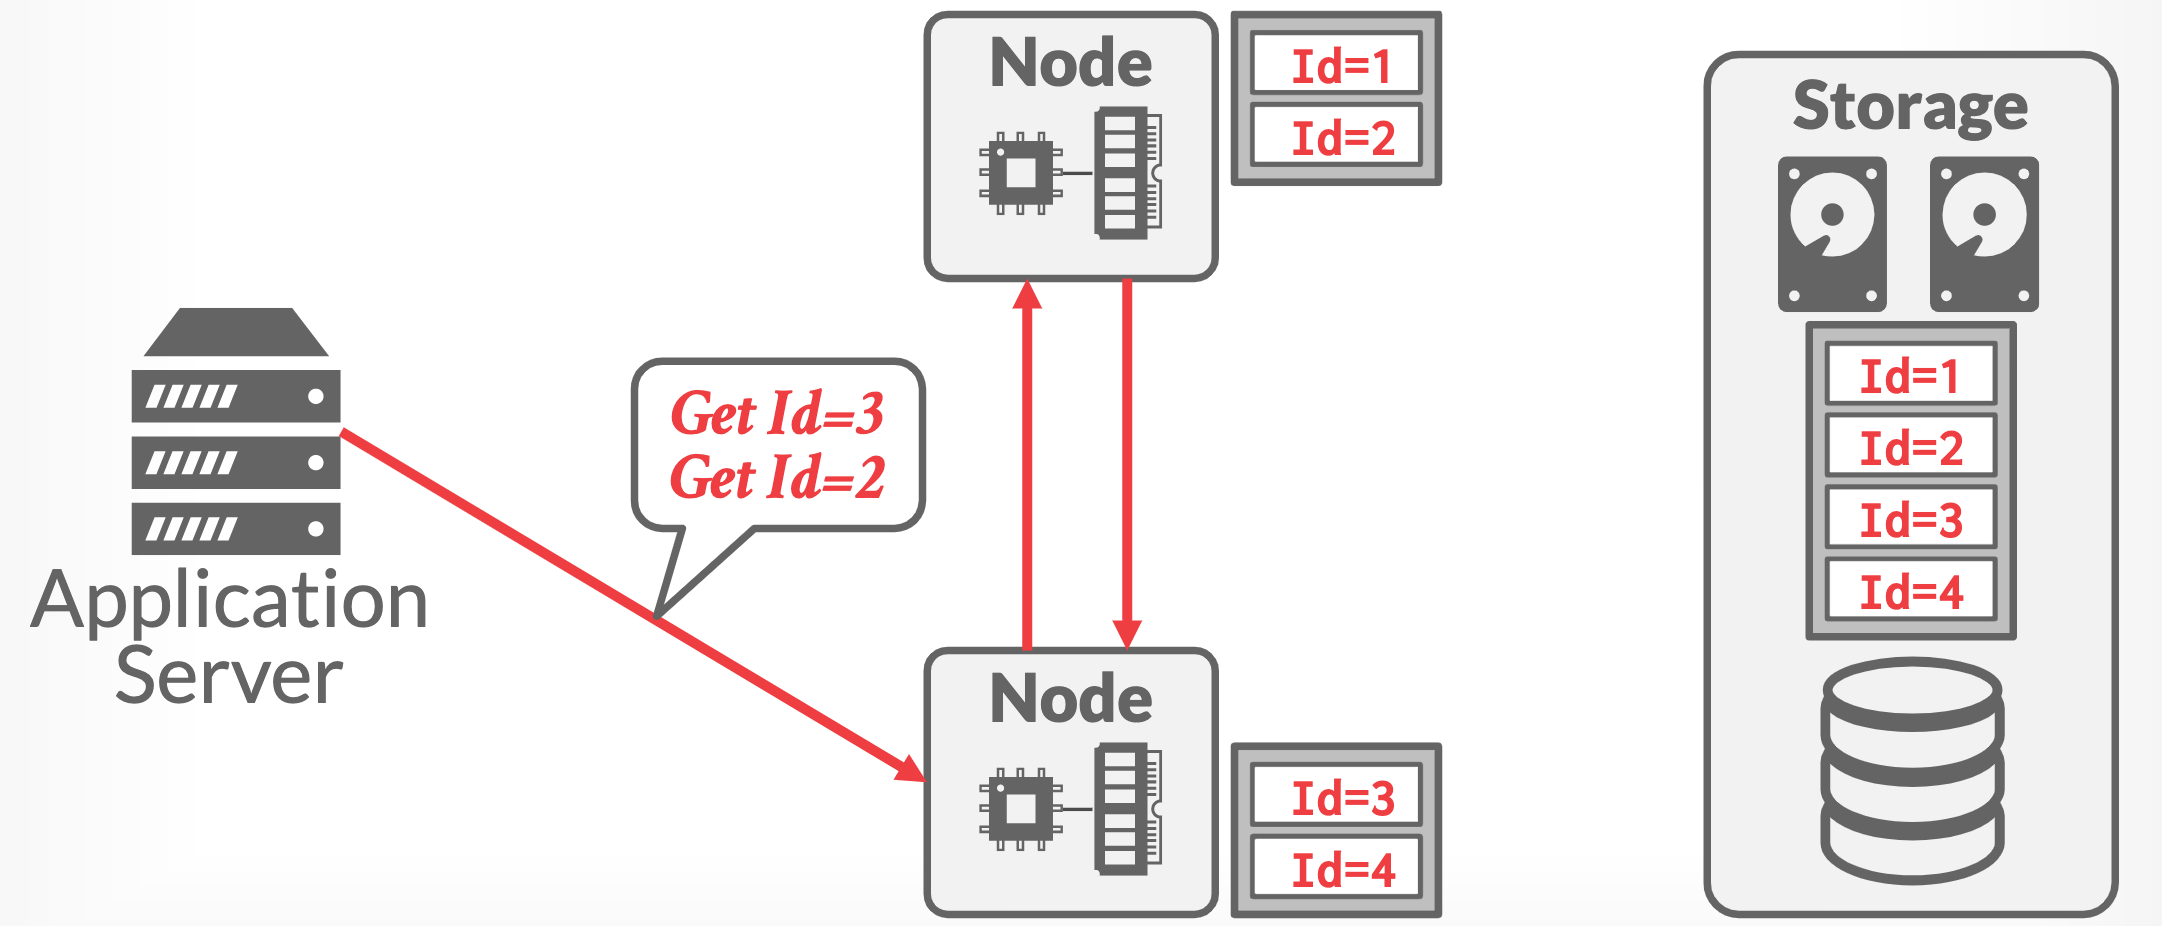 Node
Id=1
Id=2
Storage
Id=1
Id=2
Id=3
Id=4
Get Id=3
Get Id=2
Application
Server
Node
Id=3
Id=4